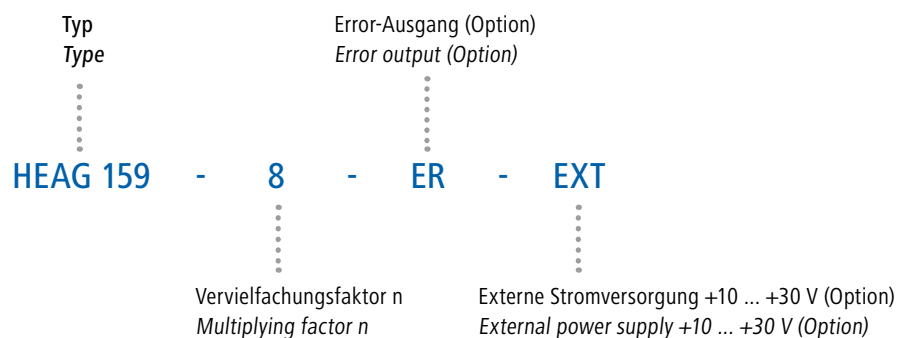 Typ
Type
Error-Ausgang (Option)
Error output (Option)
HEAG 159 - 8 - ER - EXT
Vervielfachungsfaktor n
Multiplying factor n
Externe Stromversorgung +10 ... +30 V (Option)
External power supply +10 ... +30 V (Option)